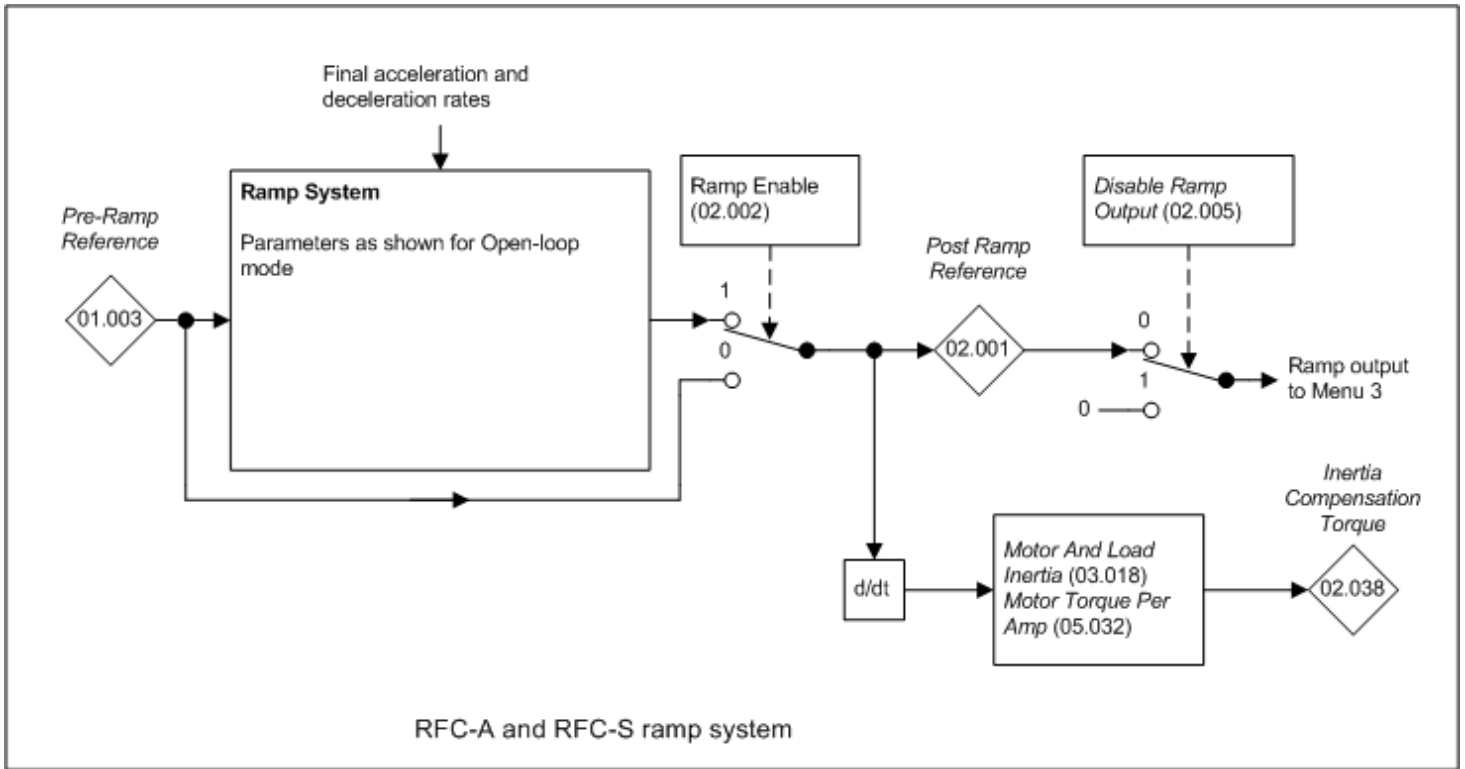 Final acceleration and
deceleration rates
Pre-Ramp
Reference
01.003
Ramp System
Parameters as shown for Open-loop
mode
Ramp Enable
(02.002)
1
0
Post Ramp
Reference
02.001
Disable Ramp
Output (02.005)
0
1
0
Ramp output
to Menu 3
d/dt
Motor And Load
Inertia (03.018)
Motor Torque Per
Amp (05.032)
Inertia
Compensation
Torque
02.038
RFC-A and RFC-S ramp system